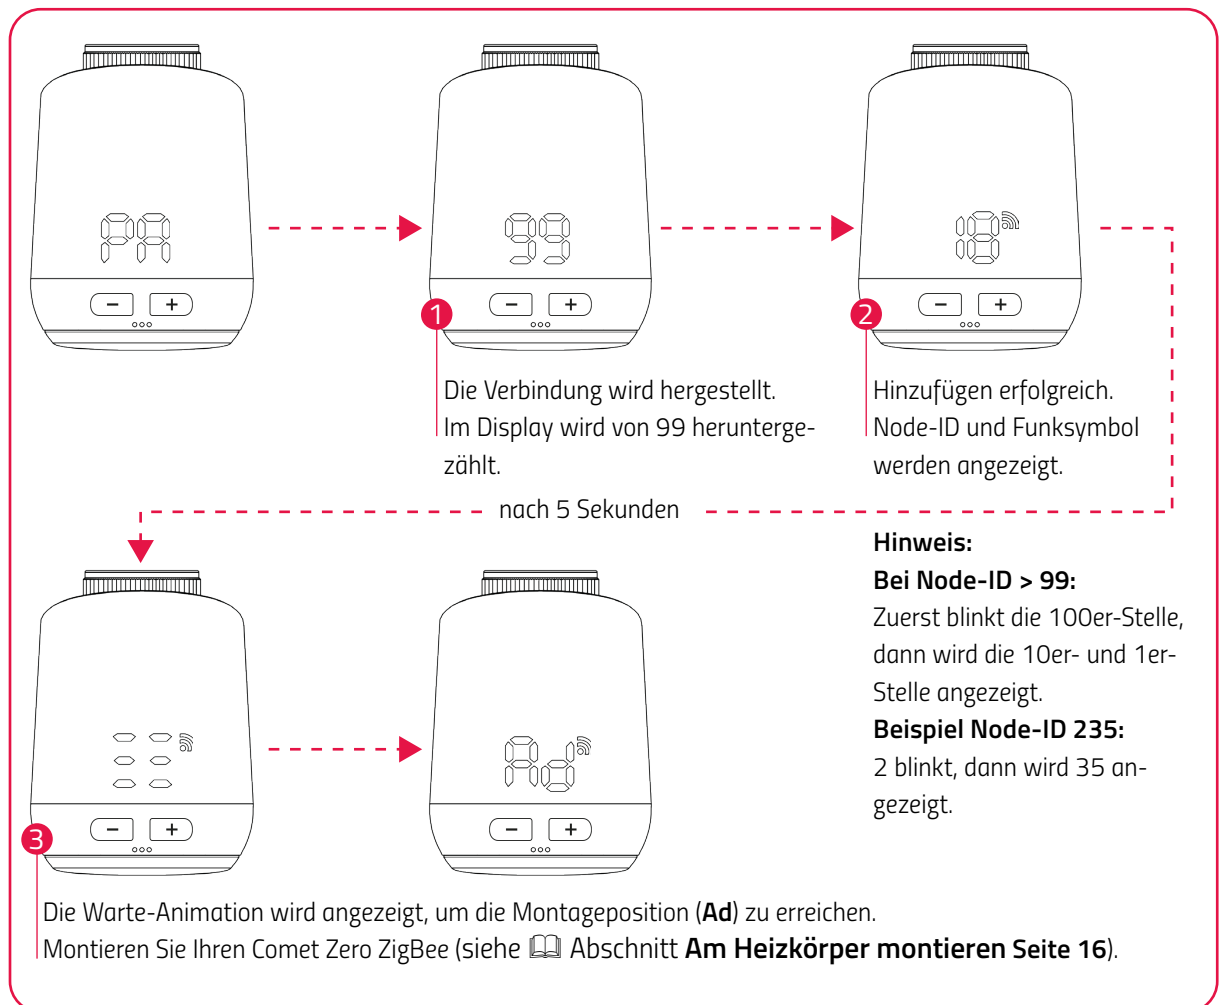 PA
99
18
− +
− +
− +
1
2
Die Verbindung wird hergestellt.
Im Display wird von 99 herunterge-
zählt.
Hinzufügen erfolgreich.
Node-ID und Funksymbol
werden angezeigt.
nach 5 Sekunden
Hinweis:
Bei Node-ID > 99:
Zuerst blinkt die 100er-Stelle,
dann wird die 10er- und 1er-
Stelle angezeigt.
Beispiel Node-ID 235:
2 blinkt, dann wird 35 an-
gezeigt.
Ad
− +
− +
3
Die Warte-Animation wird angezeigt, um die Montageposition (Ad) zu erreichen.
Montieren Sie Ihren Comet Zero ZigBee (siehe Abschnitt Am Heizkörper montieren Seite 16).